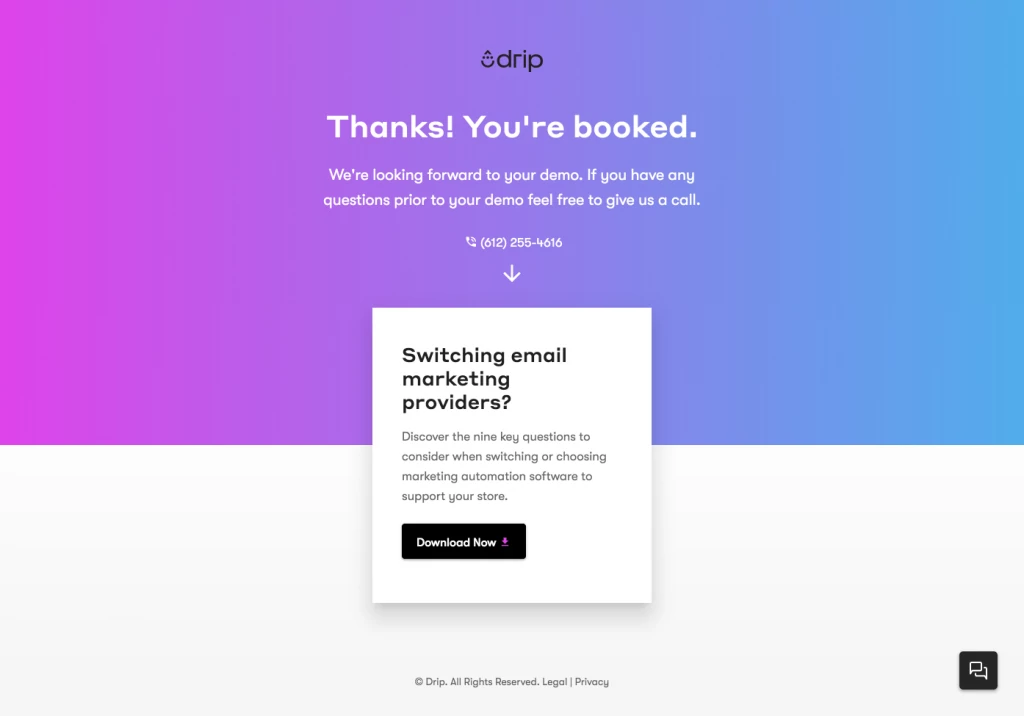 drip
Thanks! You're booked.
We're looking forward to your demo. If you have any
questions prior to your demo feel free to give us a call.
(612) 255-4616
Switching email
marketing
providers?
Discover the nine key questions to
consider when switching or choosing
marketing automation software to
support your store.
Download Now
© Drip. All Rights Reserved. Legal | Privacy